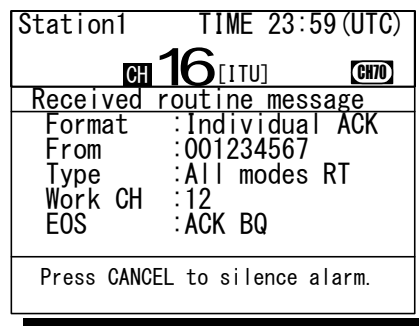 Station1 TIME 23:59(UTC)
CH 16[ITU] CH70
Received routine message
Format :Individual ACK
From :001234567
Type :All modes RT
Work CH :12
EOS :ACK BQ
Press CANCEL to silence alarm.